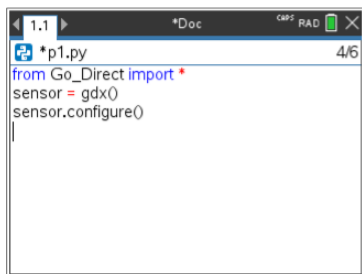 1.1 *Doc CAPS RAD
*p1.py 4/6
from Go_Direct import *
sensor = gdx()
sensor.configure()